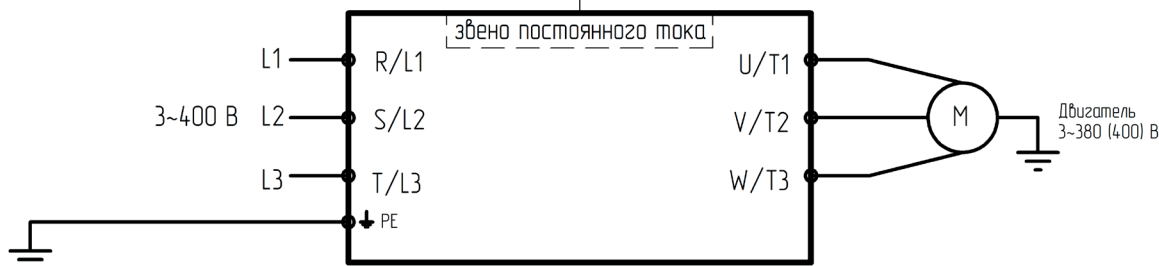 звено постоянного тока
L1 R/L1 U/T1
3~400 В L2 S/L2 V/T2 M Двигатель
3~380 (400) В
L3 T/L3 W/T3
PE